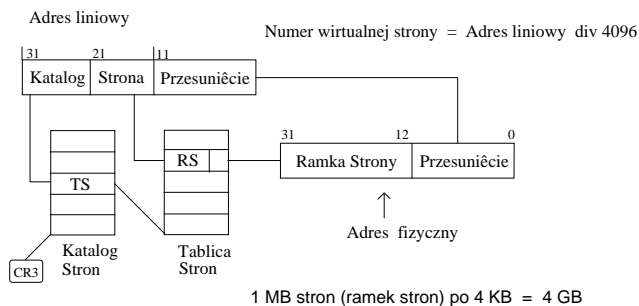 Adres liniowy
Numer wirtualnej strony = Adres liniowy div 4096
31 21 11
Katalog Strona Przesuniêcie
31 12 0
TS
RS
Ramka Strony Przesuniêcie
Adres fizyczny
CR3
Katalog
Stron
Tablica
Stron
1 MB stron (ramek stron) po 4 KB = 4 GB